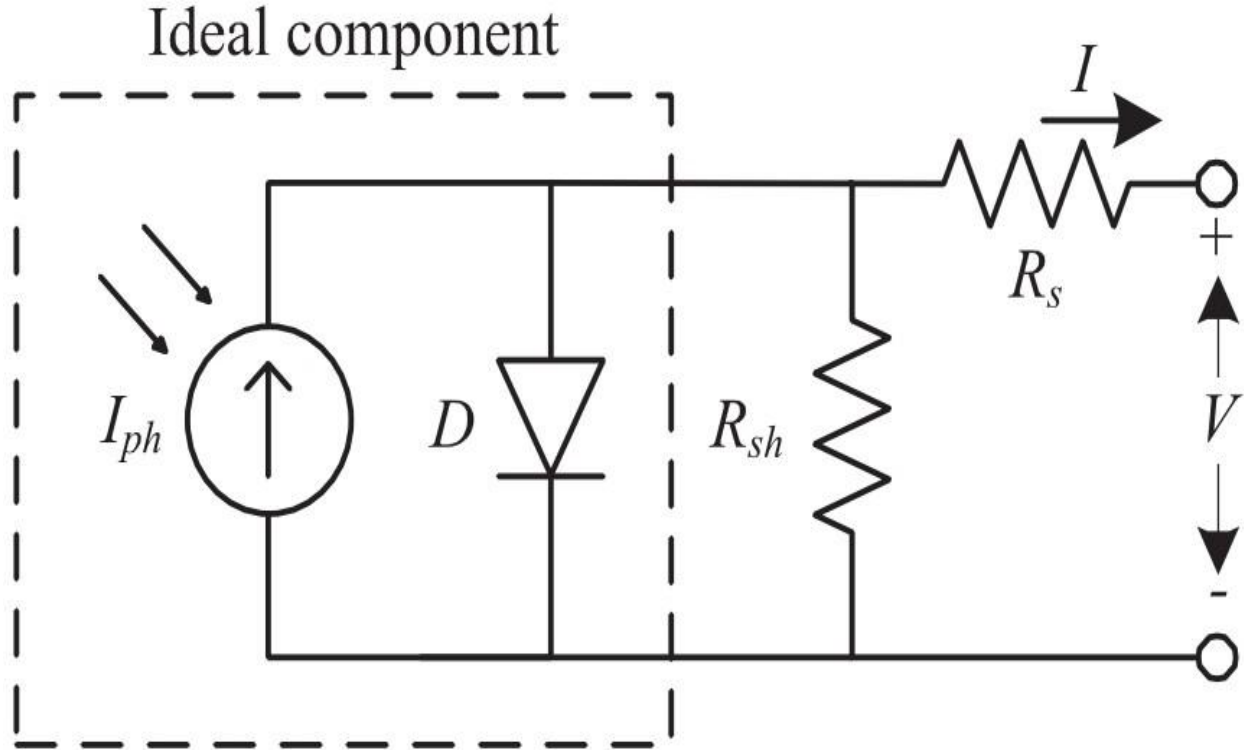 Ideal component
I
R_s
+
I_ph
D
R_sh
V
-